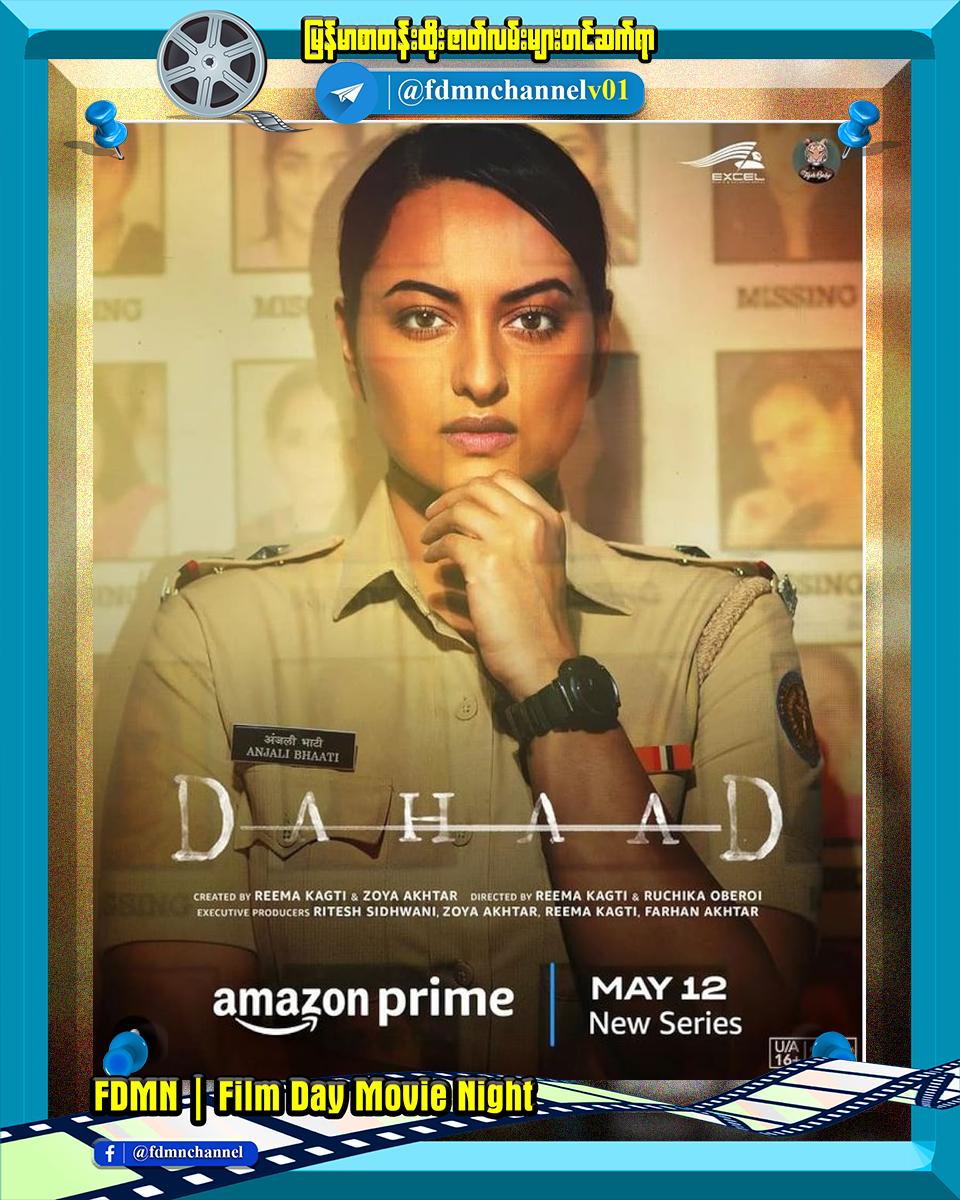 မြန်မာစာတန်းထိုး ဇာတ်လမ်းများတင်ဆက်ရာ
@fdmnchannelv01
EXCEL
MISSING
अंजली भाटी
ANJALI BHAATI
DAHAAD
CREATED BY REEMA KAGTI & ZOYA AKHTAR DIRECTED BY REEMA KAGTI & RUCHIKA OBEROI
EXECUTIVE PRODUCERS RITESH SIDHWANI, ZOYA AKHTAR, REEMA KAGTI, FARHAN AKHTAR
amazon prime
MAY 12
New Series
U/A
16+
FDMN | Film Day Movie Night
f
@fdmnchannel